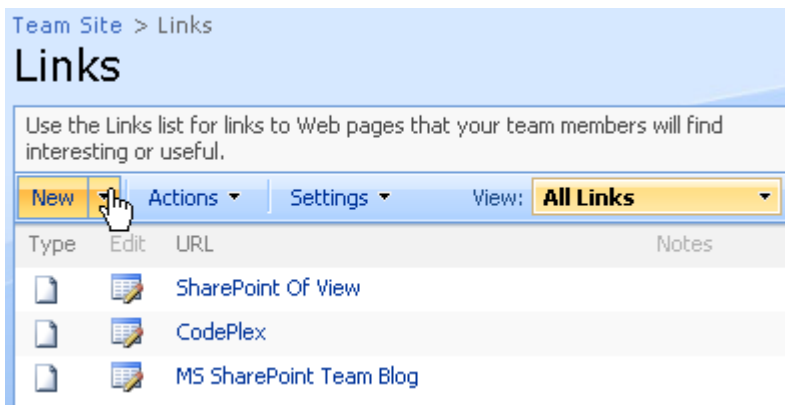 Team Site > Links
Links
Use the Links list for links to Web pages that your team members will find
interesting or useful.
New Actions Settings View: All Links
Type Edit URL Notes
SharePoint Of View
CodePlex
MS SharePoint Team Blog